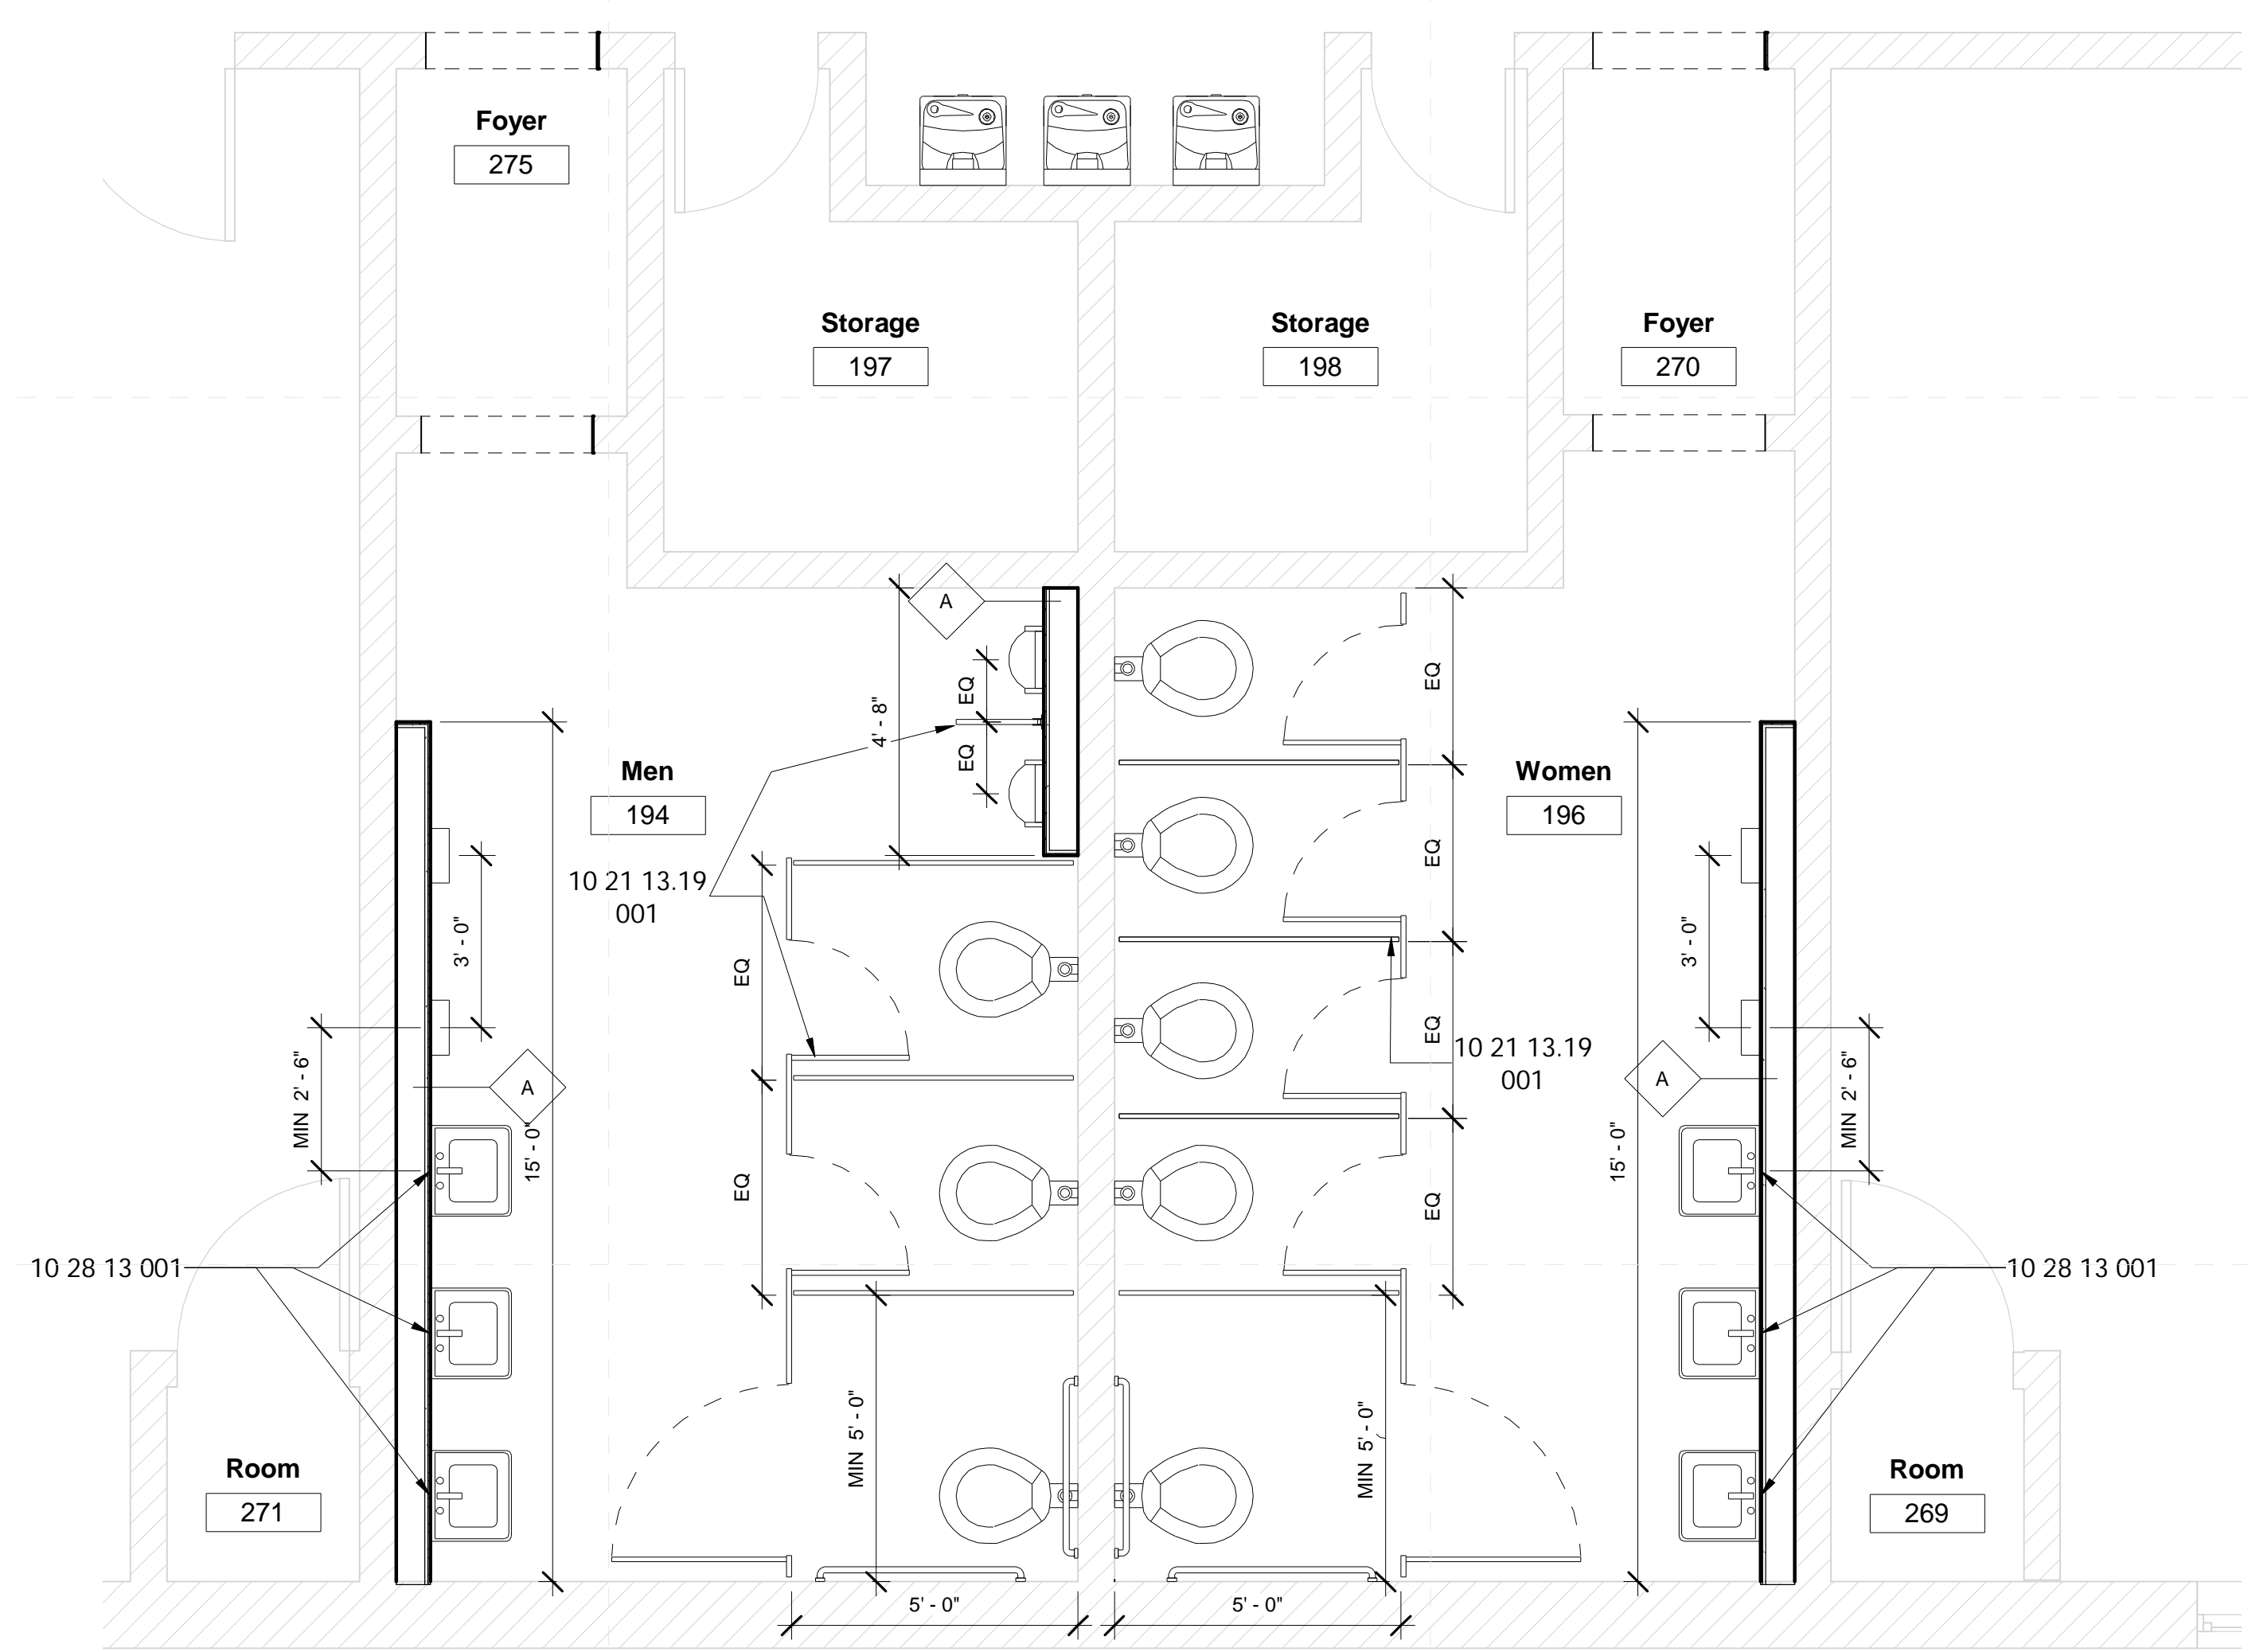 Foyer
275
Storage
197
Storage
198
Foyer
270
A
EQ
EQ
4' - 8"
EQ
Men
194
Women
196
10 21 13.19
001
EQ
EQ
3' - 0"
3' - 0"
EQ
10 21 13.19
001
MIN 2' - 6"
A
15' - 0"
A
MIN 2' - 6"
15' - 0"
EQ
EQ
10 28 13 001
10 28 13 001
MIN 5' - 0"
MIN 5' - 0"
Room
271
Room
269
5' - 0"
5' - 0"